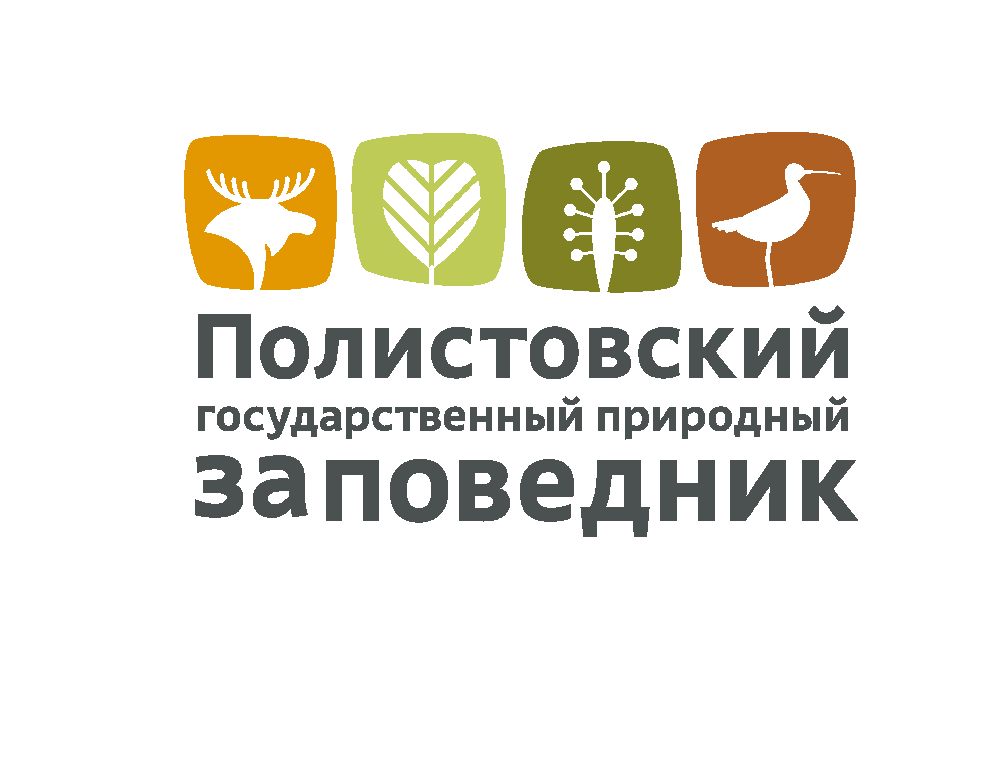 Полистовский
государственный природный
заповедник